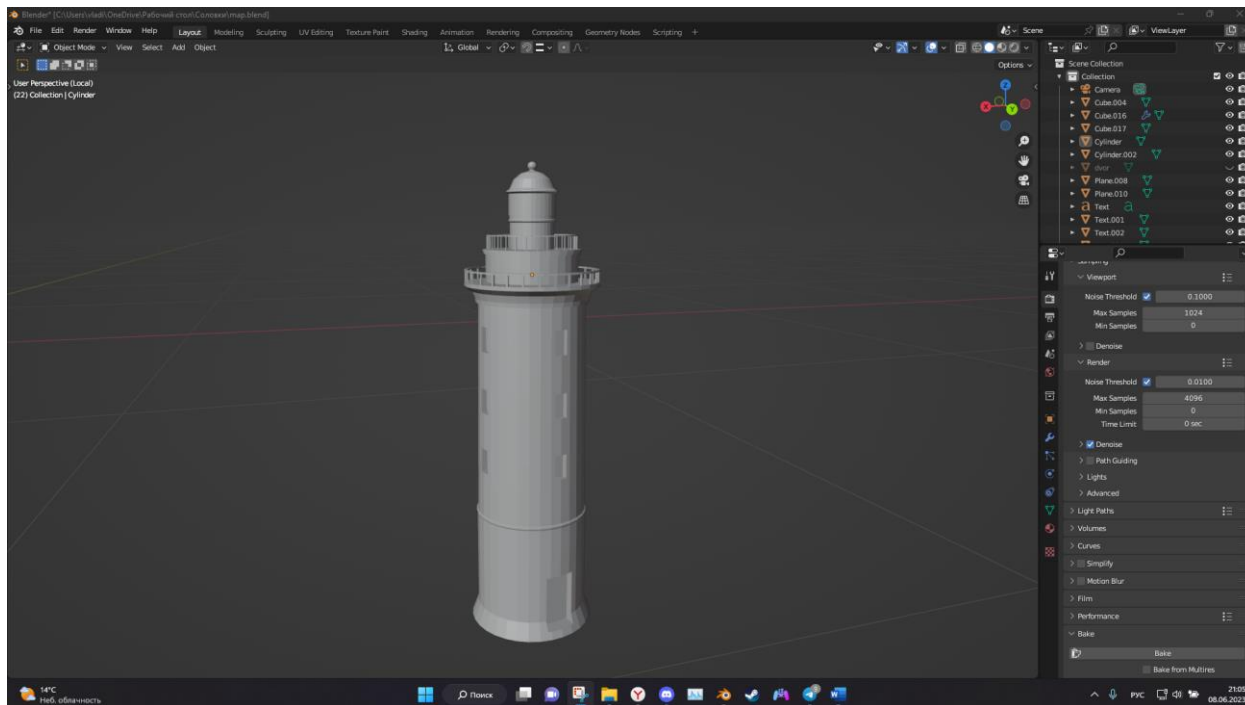 Blender* [C:\Users\vladi\OneDrive\Рабочий стол\Соловки\map.blend]
File Edit Render Window Help Layout Modeling Sculpting UV Editing Texture Paint Shading Animation Rendering Compositing Geometry Nodes Scripting + Scene ViewLayer
Object Mode View Select Add Object Global
Options
User Perspective (Local)
(22) Collection | Cylinder
Z
X
Y
Scene Collection
Collection
Camera
Cube.004
Cube.016
Cube.017
Cylinder
Cylinder.002
dvor
Plane.008
Plane.010
Text
Text.001
Text.002
Viewport
Noise Threshold 0.1000
Max Samples 1024
Min Samples 0
Denoise
Render
Noise Threshold 0.0100
Max Samples 4096
Min Samples 0
Time Limit 0 sec
Denoise
Path Guiding
Lights
Advanced
Light Paths
Volumes
Curves
Simplify
Motion Blur
Film
Performance
Bake
Bake
Bake from Multires
14°C
Неб. облачность
Поиск
РУС
21:05
08.06.2023